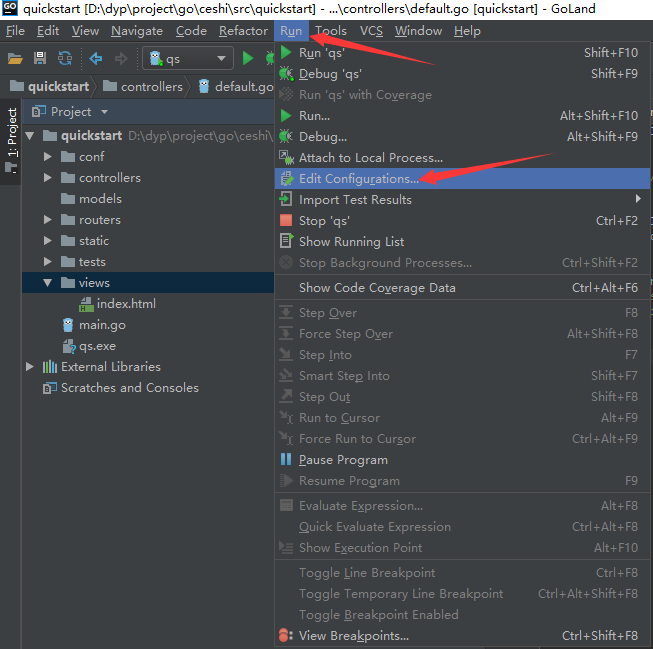 GO quickstart [D:\dyp\project\go\ceshi\src\quickstart] - ...\controllers\default.go [quickstart] - GoLand
File Edit View Navigate Code Refactor Run Tools VCS Window Help
qs
quickstart controllers default.go
1: Project
Project
quickstart D:\dyp\project\go\ceshi\
conf
controllers
models
routers
static
tests
views
index.html
main.go
qs.exe
External Libraries
Scratches and Consoles
Run 'qs' Shift+F10
Debug 'qs' Shift+F9
Run 'qs' with Coverage
Run... Alt+Shift+F10
Debug... Alt+Shift+F9
Attach to Local Process...
Edit Configurations...
Import Test Results
Stop 'qs' Ctrl+F2
Show Running List
Stop Background Processes... Ctrl+Shift+F2
Show Code Coverage Data Ctrl+Alt+F6
Step Over F8
Force Step Over Alt+Shift+F8
Step Into F7
Smart Step Into Shift+F7
Step Out Shift+F8
Run to Cursor Alt+F9
Force Run to Cursor Ctrl+Alt+F9
Pause Program
Resume Program F9
Evaluate Expression... Alt+F8
Quick Evaluate Expression Ctrl+Alt+F8
Show Execution Point Alt+F10
Toggle Line Breakpoint Ctrl+F8
Toggle Temporary Line Breakpoint Ctrl+Alt+Shift+F8
Toggle Breakpoint Enabled
View Breakpoints... Ctrl+Shift+F8